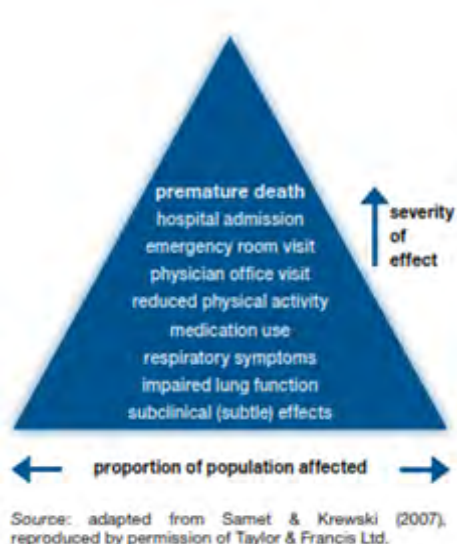 premature death
hospital admission
emergency room visit
physician office visit
reduced physical activity
medication use
respiratory symptoms
impaired lung function
subclinical (subtle) effects
severity
of
effect
proportion of population affected
Source: adapted from Samet & Krewski (2007),
reproduced by permission of Taylor & Francis Ltd.